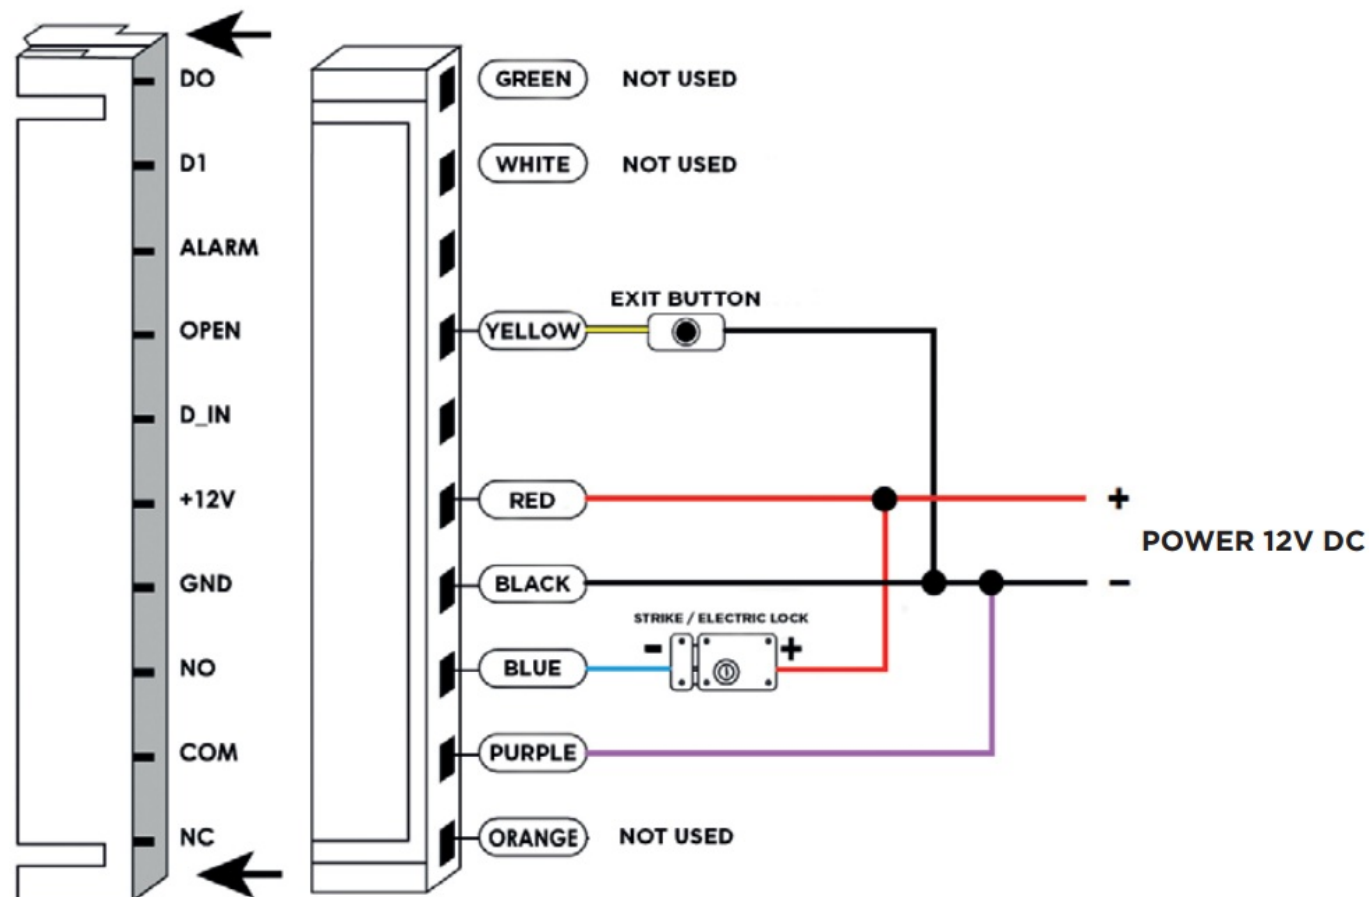 DO
GREEN NOT USED
D1
WHITE NOT USED
ALARM
EXIT BUTTON
OPEN
YELLOW
D_IN
+12V
RED
+
POWER 12V DC
GND
BLACK
-
STRIKE / ELECTRIC LOCK
- +
NO
BLUE
COM
PURPLE
NC
ORANGE NOT USED